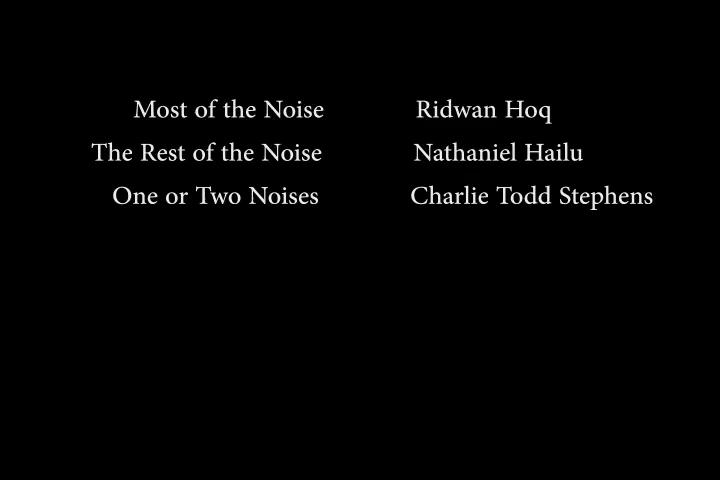 Most of the Noise Ridwan Hoq
The Rest of the Noise Nathaniel Hailu
One or Two Noises Charlie Todd Stephens